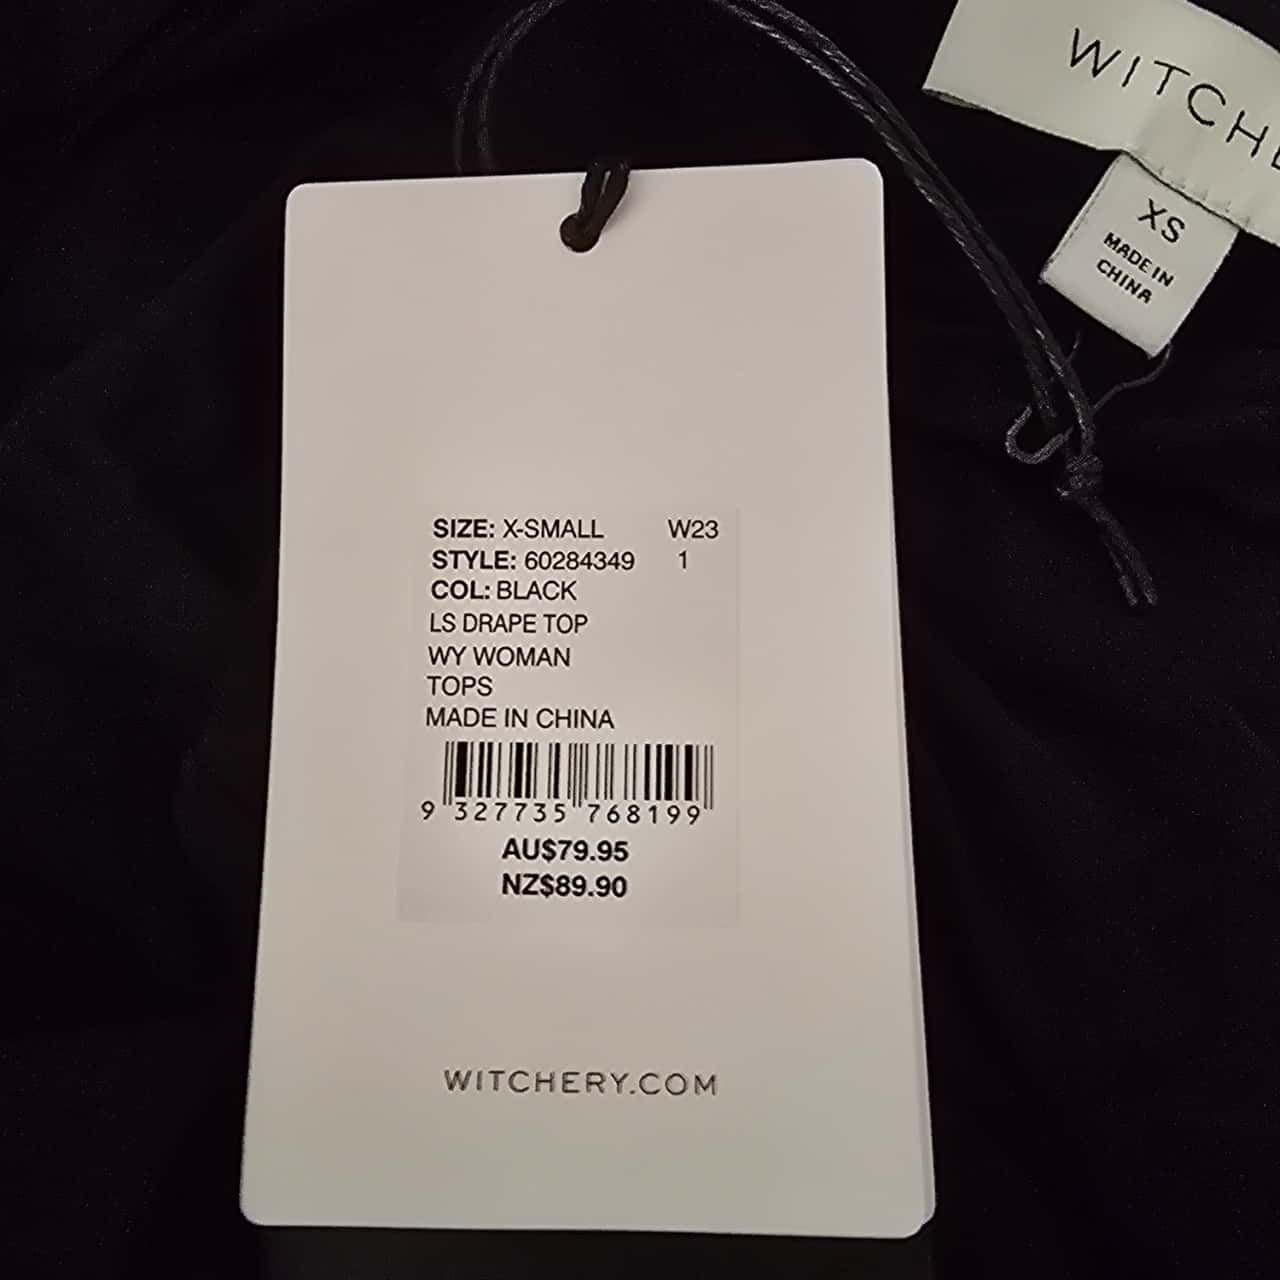 WITCHE
XS
MADE IN
CHINA
SIZE: X-SMALL W23
STYLE: 60284349 1
COL: BLACK
LS DRAPE TOP
WY WOMAN
TOPS
MADE IN CHINA
9 327735 768199
AU$79.95
NZ$89.90
WITCHERY.COM